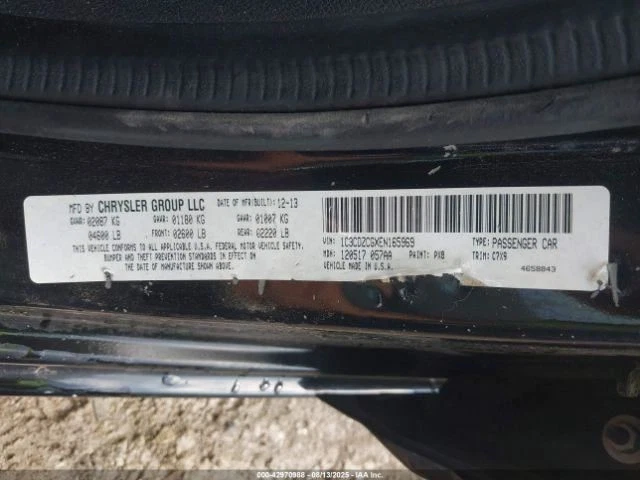 MFD BY CHRYSLER GROUP LLC DATE OF MFR(BUILT): 12-13
GVWR: 02087 KG GAWR: 01180 KG GAWR: 01007 KG
04600 LB FRONT: 02600 LB REAR: 02220 LB
THIS VEHICLE CONFORMS TO ALL APPLICABLE U.S.A. FEDERAL MOTOR VEHICLE SAFETY,
BUMPER AND THEFT PREVENTION STANDARDS IN EFFECT ON THE DATE OF MANUFACTURE SHOWN ABOVE.
VIN: 1C3CDZCGXEN165969 TYPE: PASSENGER CAR
MDH: 120517 057AA PAINT: PX8 TRIM: C7X9
VEHICLE MADE IN U.S.A.
4658843
000-42970988 - 08/13/2025 - IAAI.com